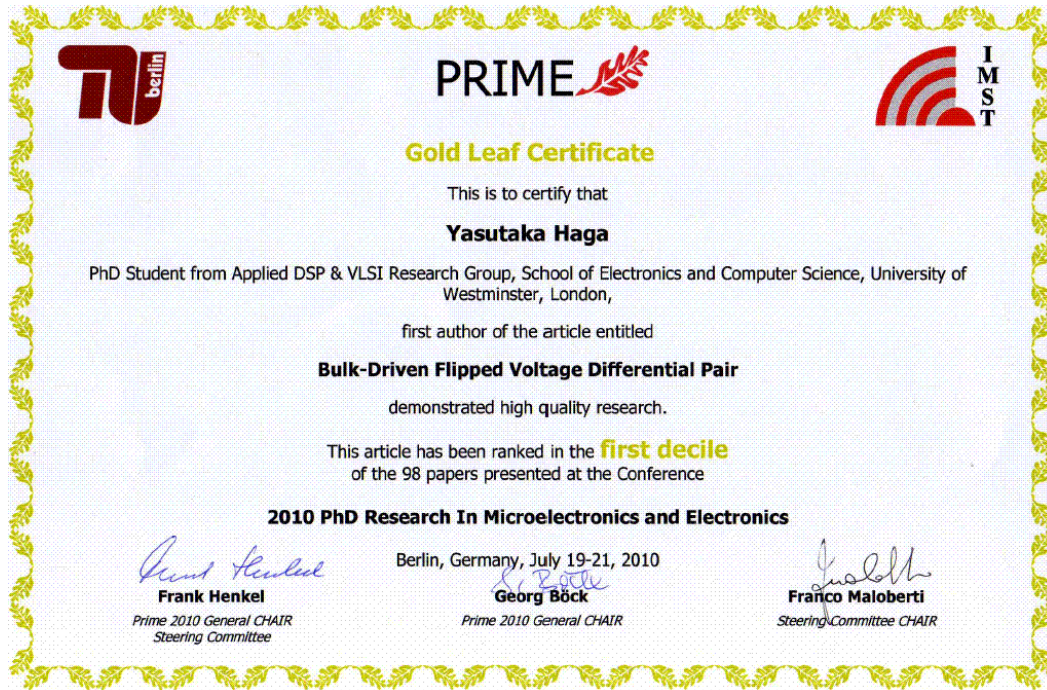 berlin
PRIME
IMST
Gold Leaf Certificate
This is to certify that
Yasutaka Haga
PhD Student from Applied DSP & VLSI Research Group, School of Electronics and Computer Science, University of
Westminster, London,
first author of the article entitled
Bulk-Driven Flipped Voltage Differential Pair
demonstrated high quality research.
This article has been ranked in the first decile
of the 98 papers presented at the Conference
2010 PhD Research In Microelectronics and Electronics
Berlin, Germany, July 19-21, 2010
Frank Henkel
Georg Böck
Franco Maloberti
Prime 2010 General CHAIR
Steering Committee
Prime 2010 General CHAIR
Steering Committee CHAIR